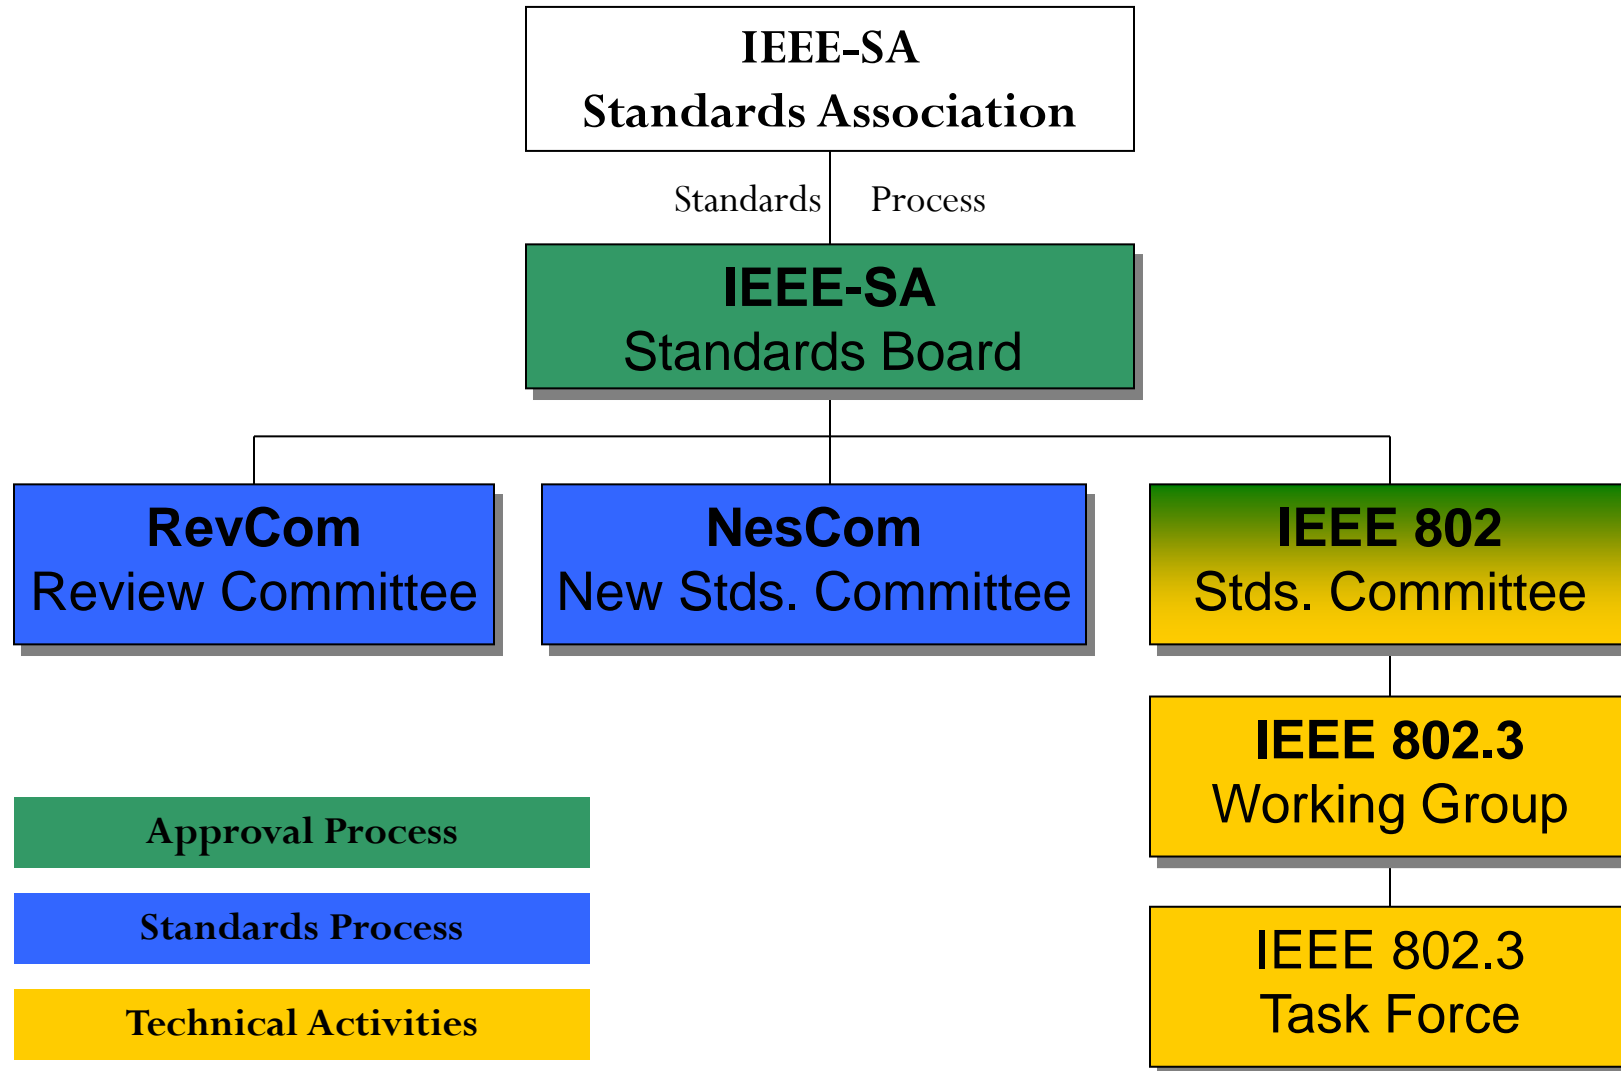 IEEE-SA
Standards Association
Standards Process
IEEE-SA
Standards Board
RevCom
Review Committee
NesCom
New Stds. Committee
IEEE 802
Stds. Committee
IEEE 802.3
Working Group
IEEE 802.3
Task Force
Approval Process
Standards Process
Technical Activities